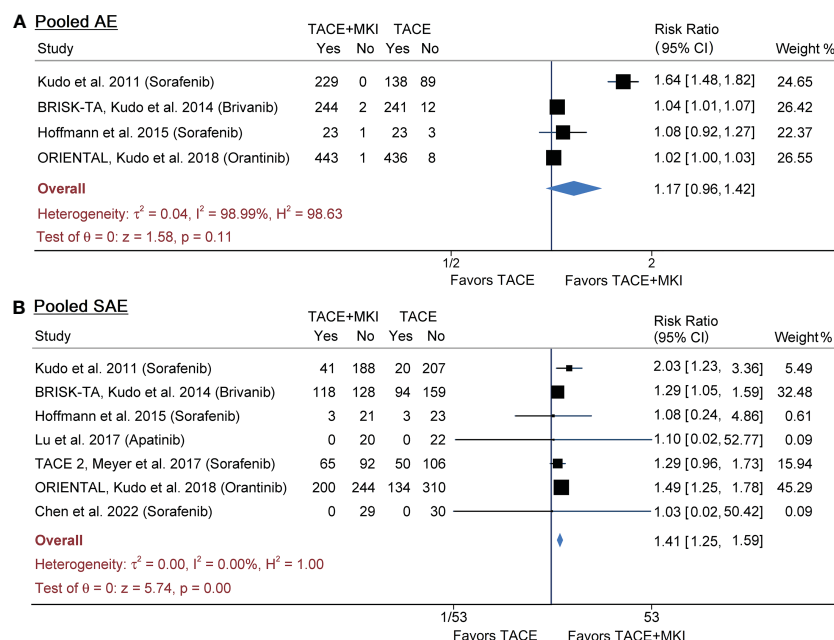 A Pooled AE
TACE+MKI TACE Risk Ratio
Study Yes No Yes No (95% CI) Weight %
Kudo et al. 2011 (Sorafenib) 229 0 138 89 1.64 [1.48, 1.82] 24.65
BRISK-TA, Kudo et al. 2014 (Brivanib) 244 2 241 12 1.04 [1.01, 1.07] 26.42
Hoffmann et al. 2015 (Sorafenib) 23 1 23 3 1.08 [0.92, 1.27] 22.37
ORIENTAL, Kudo et al. 2018 (Orantinib) 443 1 436 8 1.02 [1.00, 1.03] 26.55
Overall 1.17 [0.96, 1.42]
Heterogeneity: τ² = 0.04, I² = 98.99%, H² = 98.63
Test of θ = 0: z = 1.58, p = 0.11
1/2 2
Favors TACE Favors TACE+MKI
B Pooled SAE
TACE+MKI TACE Risk Ratio
Study Yes No Yes No (95% CI) Weight%
Kudo et al. 2011 (Sorafenib) 41 188 20 207 2.03 [1.23, 3.36] 5.49
BRISK-TA, Kudo et al. 2014 (Brivanib) 118 128 94 159 1.29 [1.05, 1.59] 32.48
Hoffmann et al. 2015 (Sorafenib) 3 21 3 23 1.08 [0.24, 4.86] 0.61
Lu et al. 2017 (Apatinib) 0 20 0 22 1.10 [0.02, 52.77] 0.09
TACE 2, Meyer et al. 2017 (Sorafenib) 65 92 50 106 1.29 [0.96, 1.73] 15.94
ORIENTAL, Kudo et al. 2018 (Orantinib) 200 244 134 310 1.49 [1.25, 1.78] 45.29
Chen et al. 2022 (Sorafenib) 0 29 0 30 1.03 [0.02, 50.42] 0.09
Overall 1.41 [1.25, 1.59]
Heterogeneity: τ² = 0.00, I² = 0.00%, H² = 1.00
Test of θ = 0: z = 5.74, p = 0.00
1/53 53
Favors TACE Favors TACE+MKI